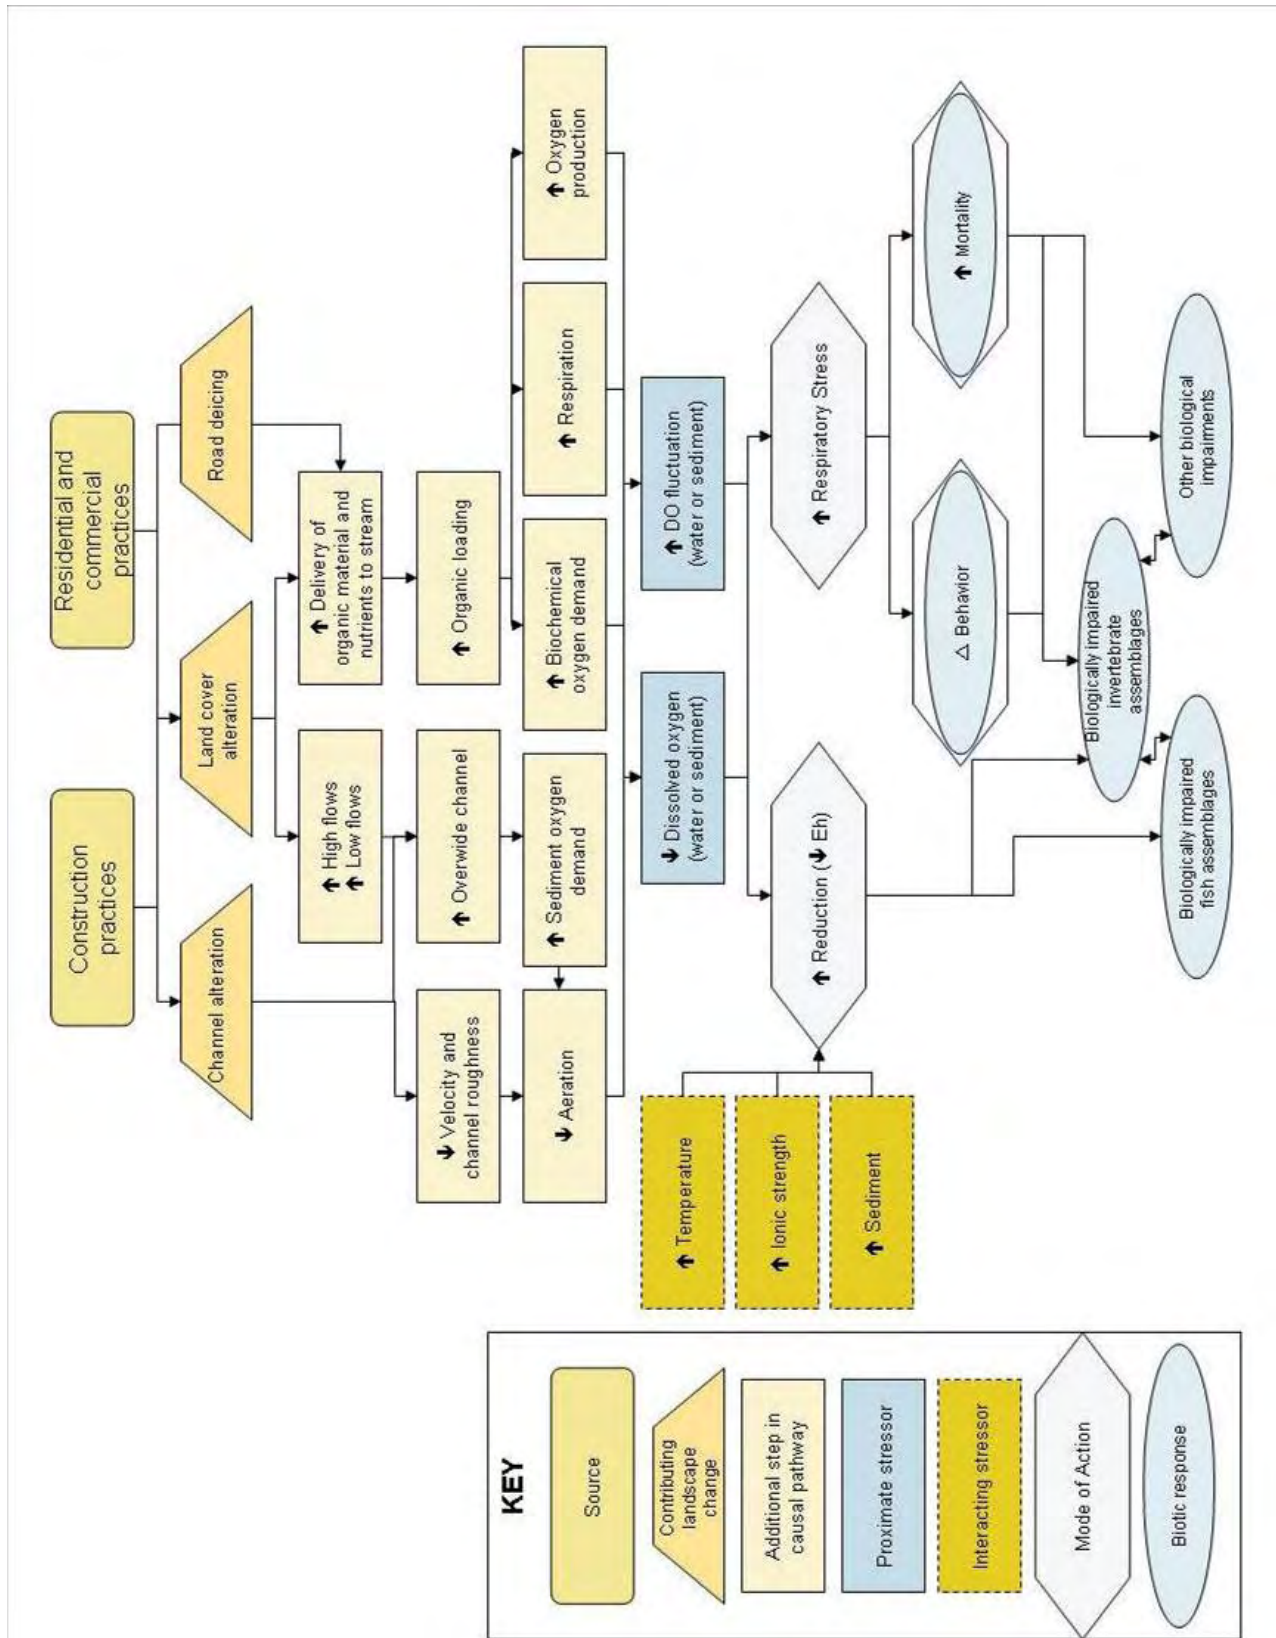 Construction
practices
Residential and
commercial
practices
Channel alteration
Land cover
alteration
Road deicing
↑ High flows
↑ Low flows
↑ Delivery of
organic material and
nutrients to stream
↓ Velocity and
channel roughness
↑ Overwide channel
↑ Organic loading
↓ Aeration
↑ Sediment oxygen
demand
↑ Biochemical
oxygen demand
↑ Respiration
↑ Oxygen
production
↑ Temperature
↑ Ionic strength
↑ Sediment
↓ Dissolved oxygen
(water or sediment)
↑ DO fluctuation
(water or sediment)
↑ Reduction (↓ Eh)
↑ Respiratory Stress
△ Behavior
↑ Mortality
Biologically impaired
invertebrate
assemblages
Biologically impaired
fish assemblages
Other biological
impairments
KEY
Source
Contributing
landscape
change
Additional step in
causal pathway
Proximate stressor
Interacting stressor
Mode of Action
Biotic response